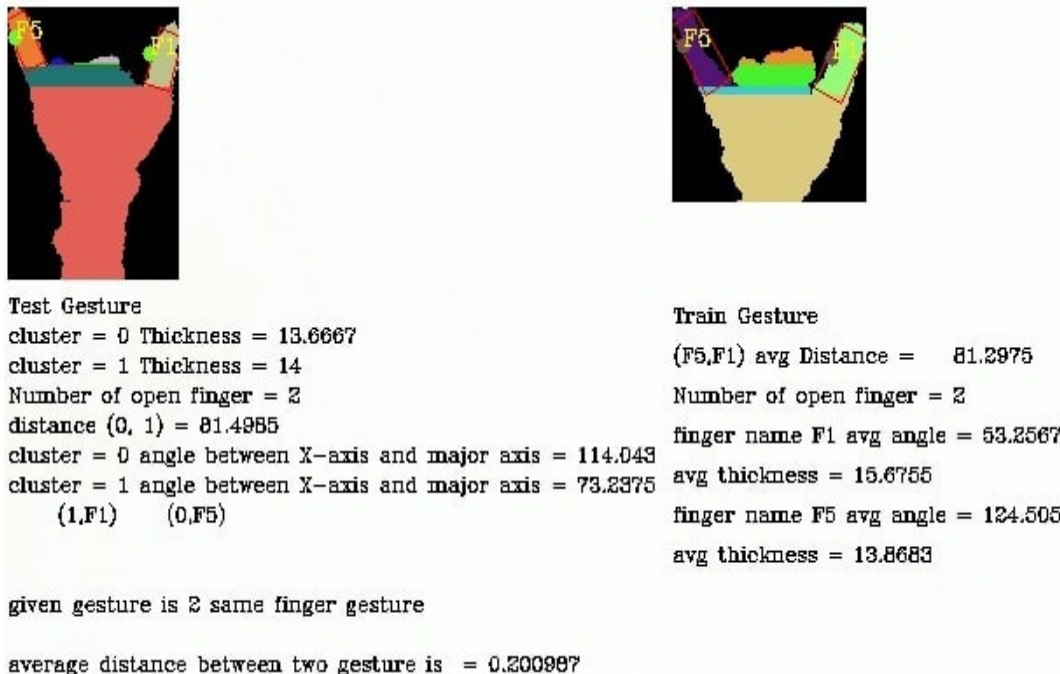 F5
F1
Test Gesture
cluster = 0 Thickness = 13.6667
cluster = 1 Thickness = 14
Number of open finger = 2
distance (0, 1) = 81.4985
cluster = 0 angle between X-axis and major axis = 114.043
cluster = 1 angle between X-axis and major axis = 73.2375
(1,F1) (0,F5)
given gesture is 2 same finger gesture
average distance between two gesture is = 0.200987
F5
F1
Train Gesture
(F5,F1) avg Distance = 81.2975
Number of open finger = 2
finger name F1 avg angle = 53.2567
avg thickness = 15.6755
finger name F5 avg angle = 124.505
avg thickness = 13.8683